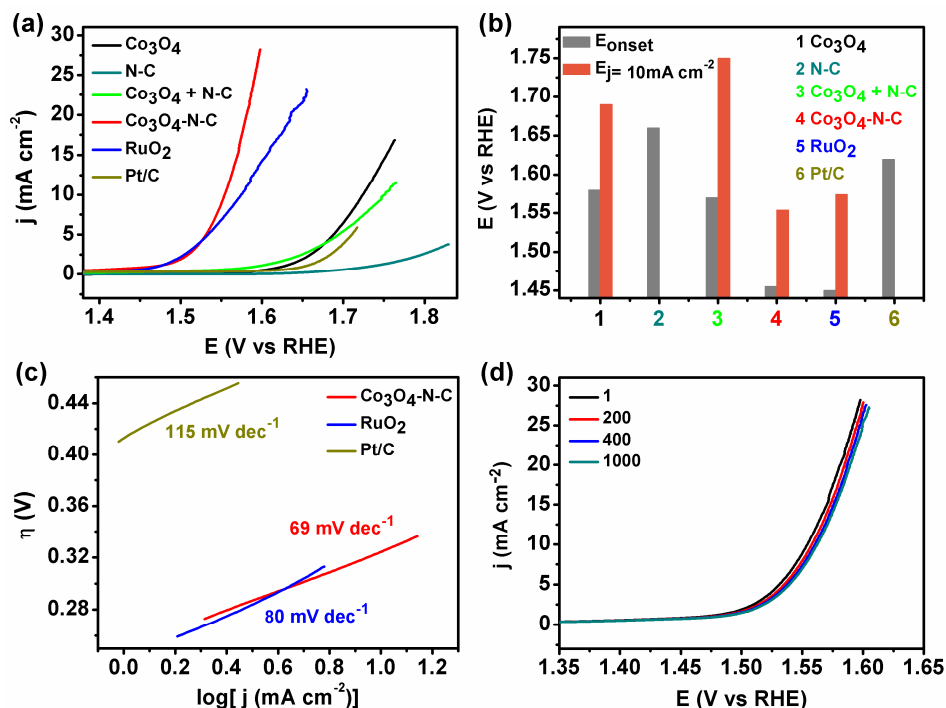 (a)
30
25
20
15
10
5
0
j (mA cm⁻²)
Co₃O₄
N-C
Co₃O₄ + N-C
Co₃O₄-N-C
RuO₂
Pt/C
1.4 1.5 1.6 1.7 1.8
E (V vs RHE)
(b)
1.75
1.65
1.55
1.45
E (V vs RHE)
Eonset
Ej= 10mA cm⁻²
1 Co₃O₄
2 N-C
3 Co₃O₄ + N-C
4 Co₃O₄-N-C
5 RuO₂
6 Pt/C
1 2 3 4 5 6
(c)
0.44
0.40
0.36
0.32
0.28
η (V)
Co₃O₄-N-C
RuO₂
Pt/C
115 mV dec⁻¹
69 mV dec⁻¹
80 mV dec⁻¹
0.0 0.2 0.4 0.6 0.8 1.0 1.2
log[ j (mA cm⁻²)]
(d)
30
25
20
15
10
5
0
j (mA cm⁻²)
1
200
400
1000
1.35 1.40 1.45 1.50 1.55 1.60 1.65
E (V vs RHE)